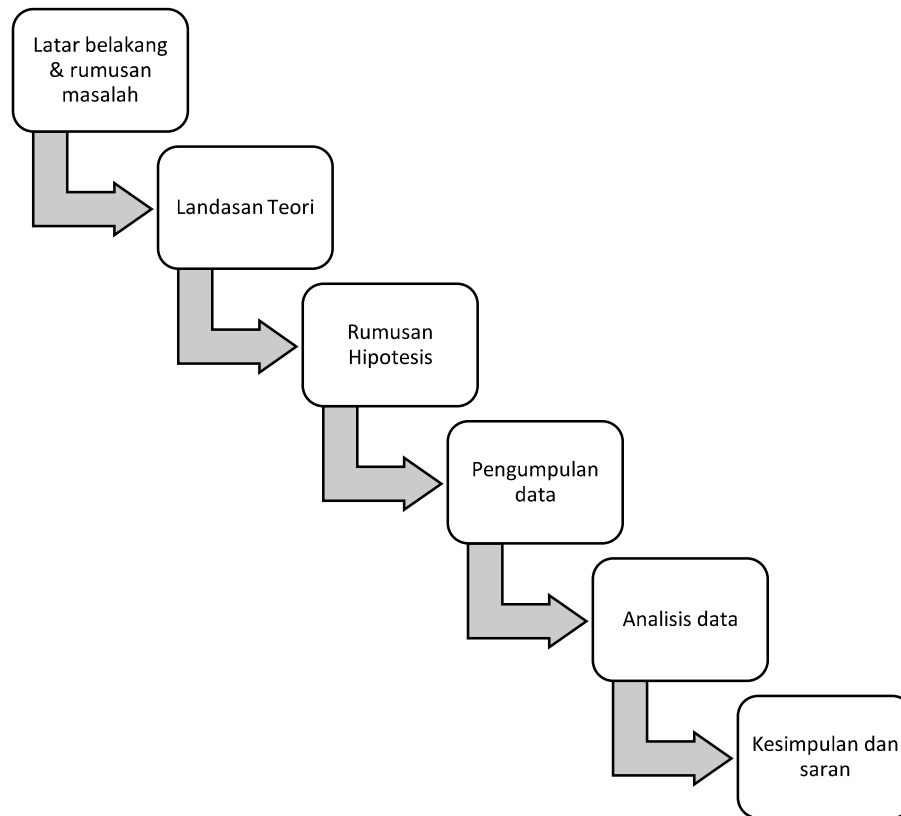 Latar belakang
& rumusan
masalah
Landasan Teori
Rumusan
Hipotesis
Pengumpulan
data
Analisis data
Kesimpulan dan
saran